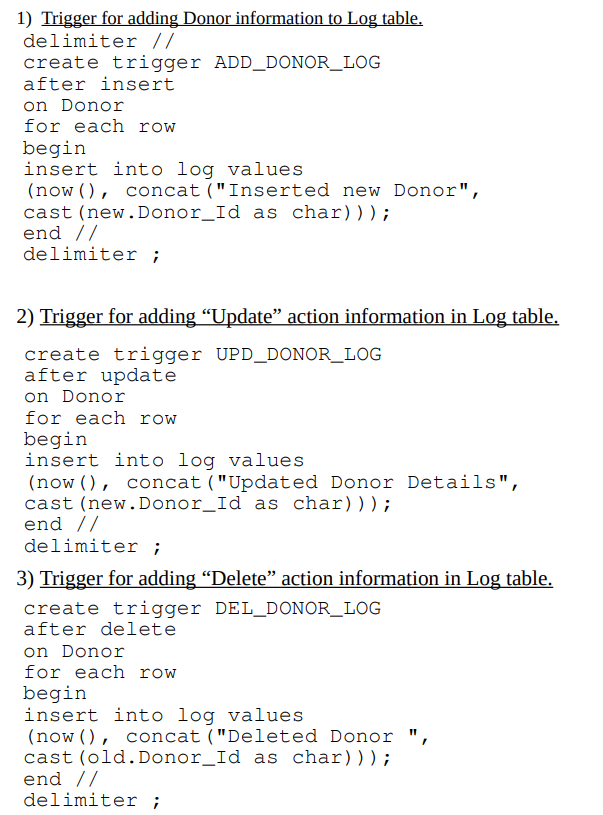 1) Trigger for adding Donor information to Log table.
delimiter //
create trigger ADD_DONOR_LOG
after insert
on Donor
for each row
begin
insert into log values
(now(), concat("Inserted new Donor",
cast(new.Donor_Id as char)));
end //
delimiter ;
2) Trigger for adding “Update” action information in Log table.
create trigger UPD_DONOR_LOG
after update
on Donor
for each row
begin
insert into log values
(now(), concat("Updated Donor Details",
cast(new.Donor_Id as char)));
end //
delimiter ;
3) Trigger for adding “Delete” action information in Log table.
create trigger DEL_DONOR_LOG
after delete
on Donor
for each row
begin
insert into log values
(now(), concat("Deleted Donor ",
cast(old.Donor_Id as char)));
end //
delimiter ;